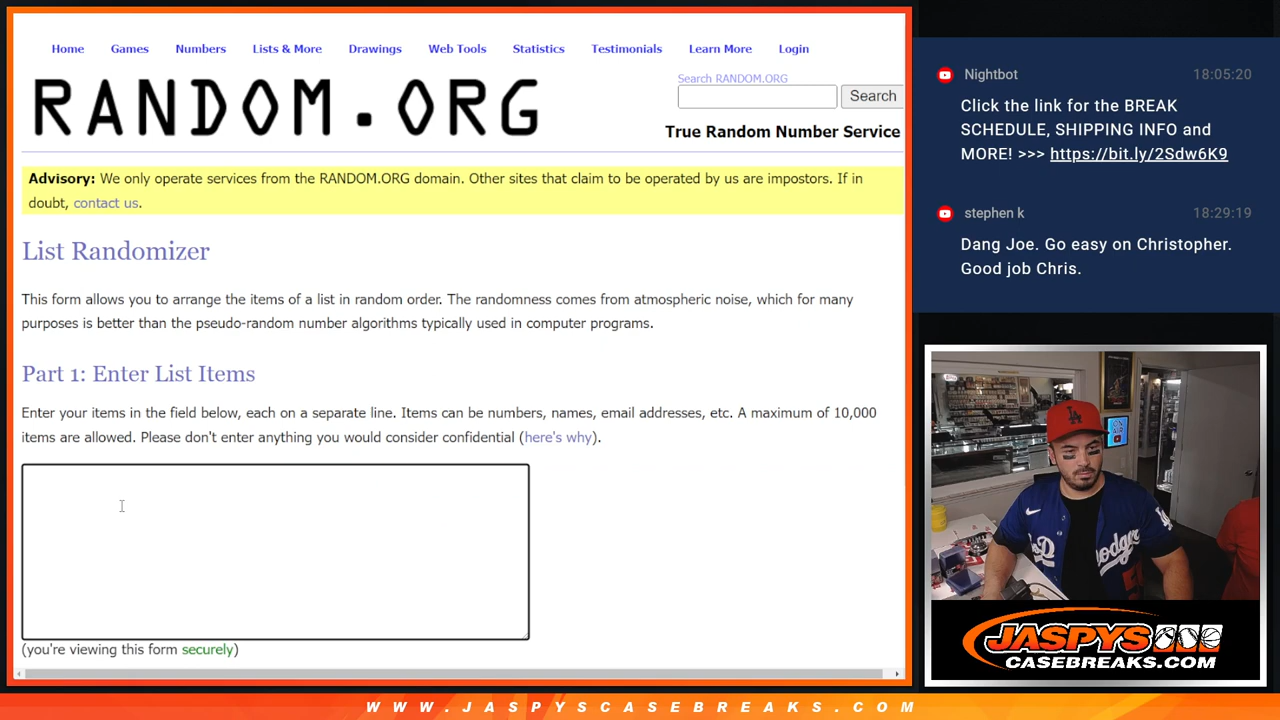 Home Games Numbers Lists & More Drawings Web Tools Statistics Testimonials Learn More Login
RANDOM.ORG
Search RANDOM.ORG
Search
True Random Number Service
Advisory: We only operate services from the RANDOM.ORG domain. Other sites that claim to be operated by us are impostors. If in
doubt, contact us.
List Randomizer
This form allows you to arrange the items of a list in random order. The randomness comes from atmospheric noise, which for many
purposes is better than the pseudo-random number algorithms typically used in computer programs.
Part 1: Enter List Items
Enter your items in the field below, each on a separate line. Items can be numbers, names, email addresses, etc. A maximum of 10,000
items are allowed. Please don't enter anything you would consider confidential (here's why).
(you're viewing this form securely)
Nightbot 18:05:20
Click the link for the BREAK
SCHEDULE, SHIPPING INFO and
MORE! >>> https://bit.ly/2Sdw6K9
stephen k 18:29:19
Dang Joe. Go easy on Christopher.
Good job Chris.
LA
ON
AIR
Dodgers
LA
JASPYS
CASEBREAKS.COM
WWW.JASPYSCASEBREAKS.COM